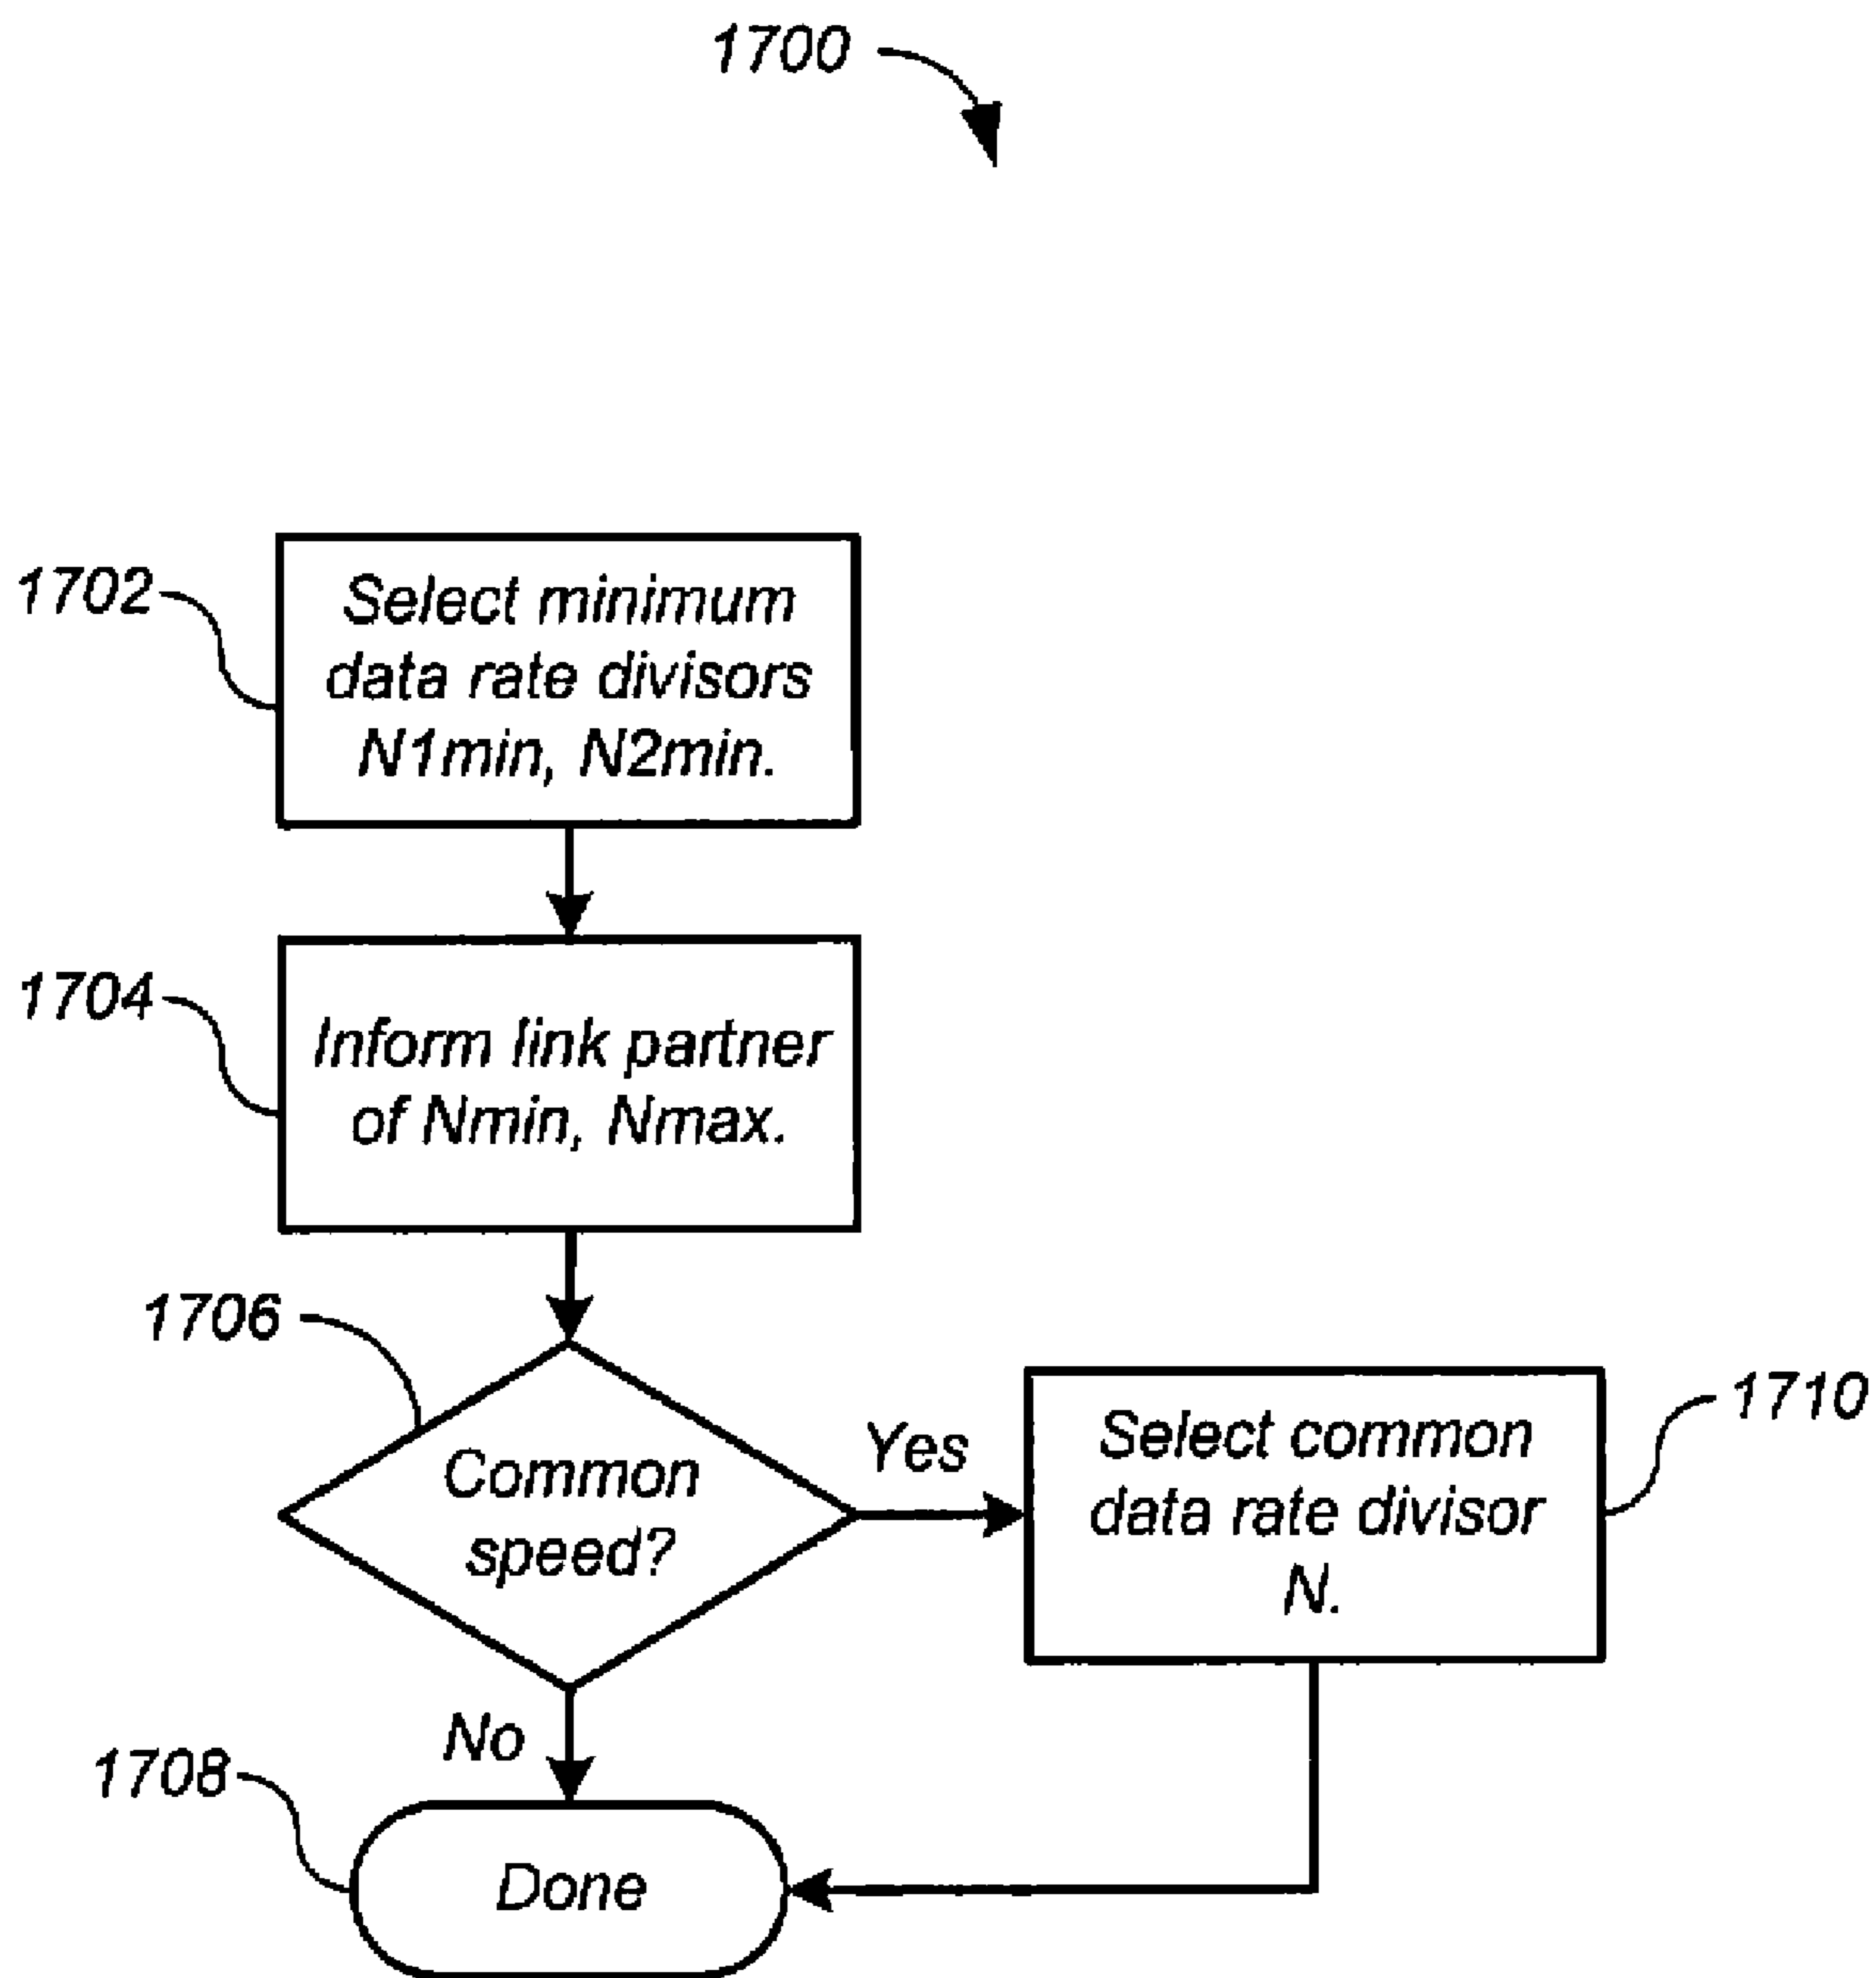 1700
1702
Select minimum
data rate divisors
N1min, N2min.
1704
Inform link partner
of Nmin, Nmax.
1706
Common
speed?
Yes
Select common
data rate divisor
N.
1710
No
1708
Done